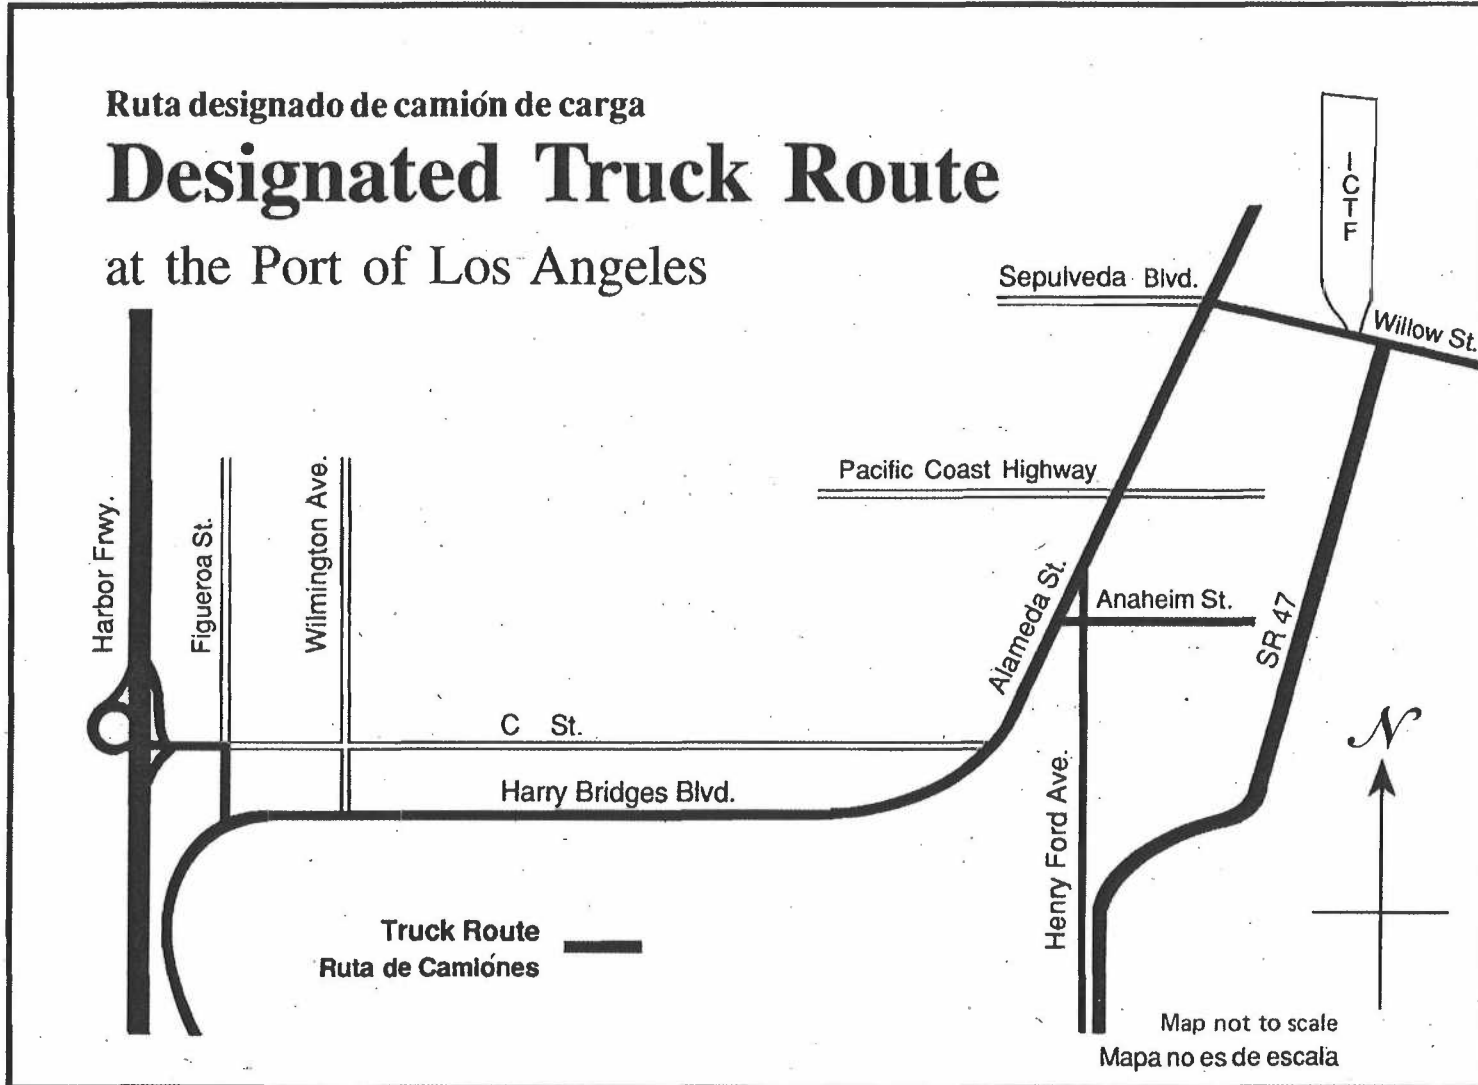 Ruta designado de camión de carga
Designated Truck Route
at the Port of Los Angeles
ICTF
Sepulveda Blvd.
Willow St.
Pacific Coast Highway
Harbor Frwy.
Figueroa St.
Wilmington Ave.
Alameda St.
Anaheim St.
SR 47
C St.
Harry Bridges Blvd.
Henry Ford Ave.
N
Truck Route
Ruta de Camiónes
Map not to scale
Mapa no es de escala